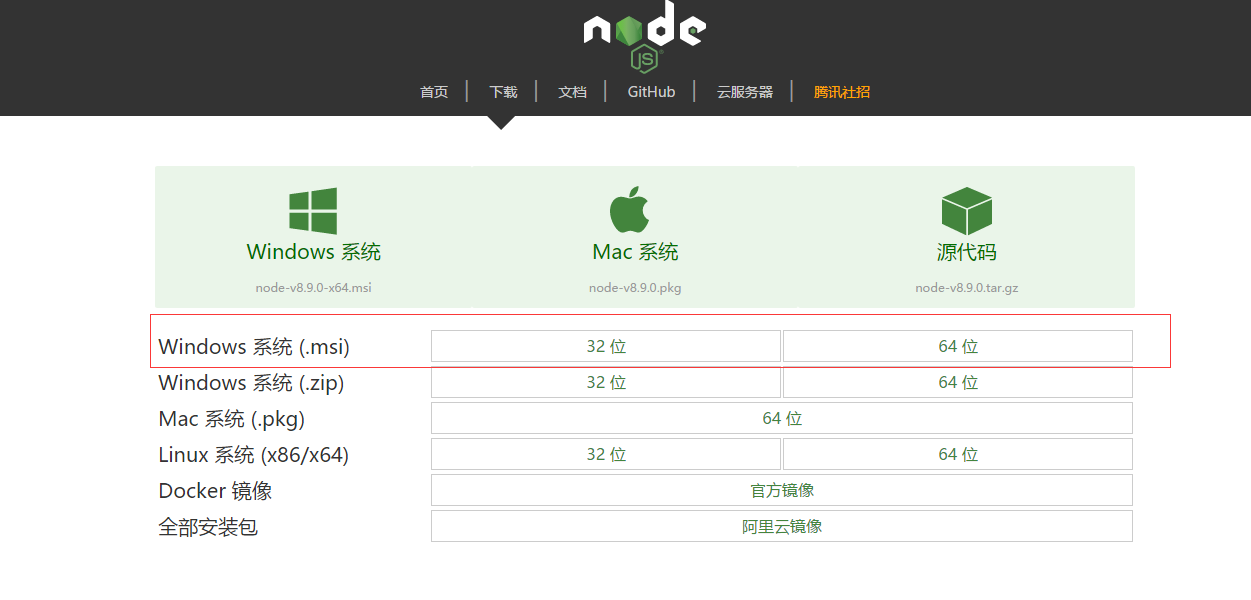 node
JS
首页 下载 文档 GitHub 云服务器 腾讯社招
Windows 系统 Mac 系统 源代码
node-v8.9.0-x64.msi node-v8.9.0.pkg node-v8.9.0.tar.gz
Windows 系统 (.msi) 32 位 64 位
Windows 系统 (.zip) 32 位 64 位
Mac 系统 (.pkg) 64 位
Linux 系统 (x86/x64) 32 位 64 位
Docker 镜像 官方镜像
全部安装包 阿里云镜像